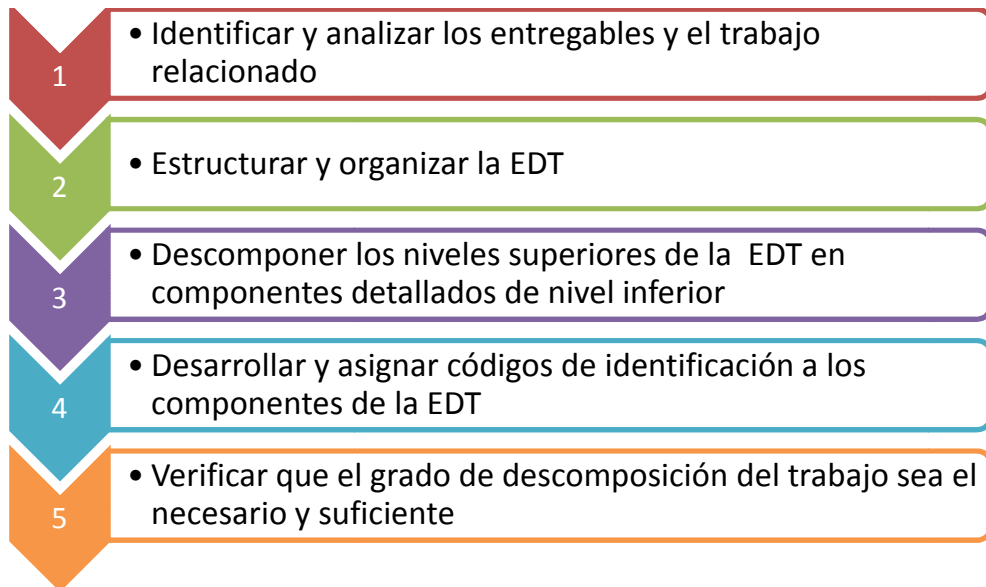 • Identificar y analizar los entregables y el trabajo
relacionado
1
• Estructurar y organizar la EDT
2
• Descomponer los niveles superiores de la EDT en
componentes detallados de nivel inferior
3
• Desarrollar y asignar códigos de identificación a los
componentes de la EDT
4
• Verificar que el grado de descomposición del trabajo sea el
necesario y suficiente
5